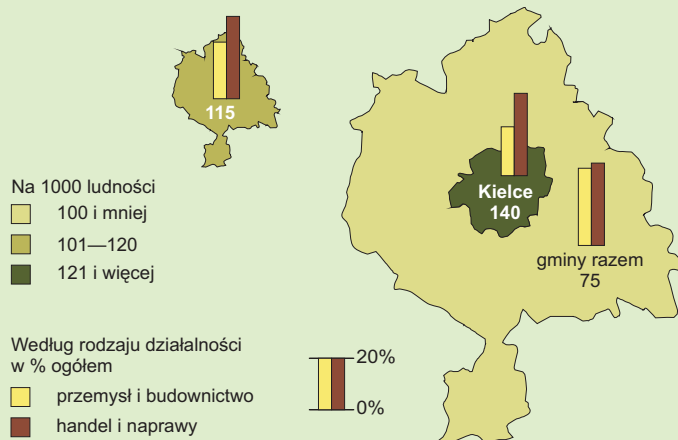 115
Kielce
140
gminy razem
75
Na 1000 ludności
100 i mniej
101—120
121 i więcej
Według rodzaju działalności
w % ogółem
przemysł i budownictwo
handel i naprawy
20%
0%